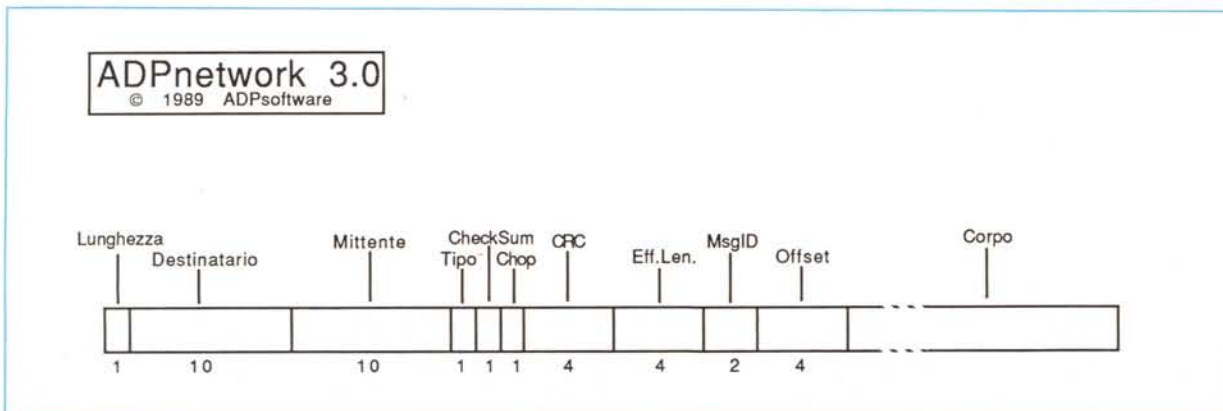 ADPnetwork 3.0
© 1989 ADPsoftware
Lunghezza
Destinatario
Mittente
Tipo
CheckSum
Chop
CRC
Eff.Len.
MsgID
Offset
Corpo
1 10 10 1 1 1 4 4 2 4